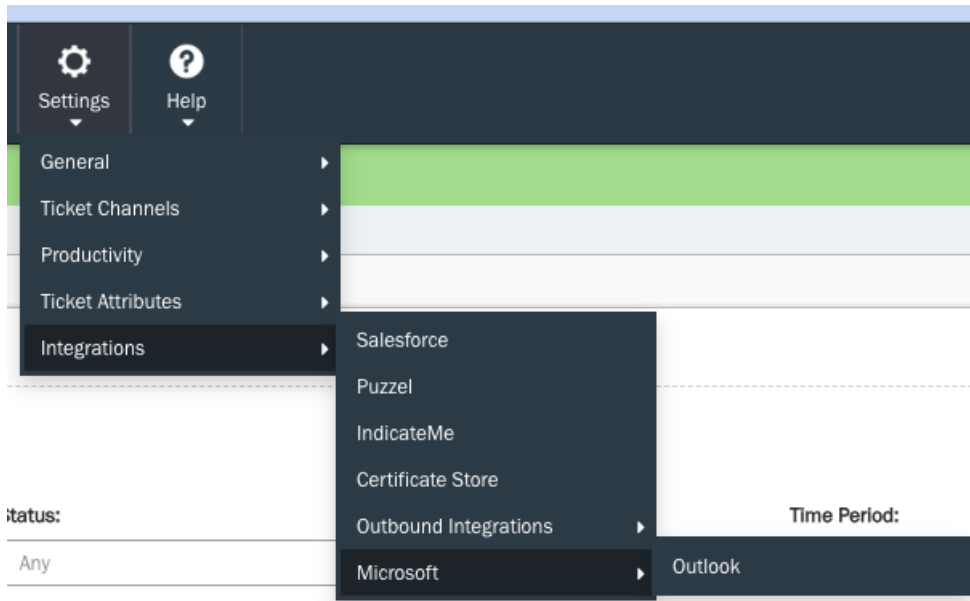 Settings
Help
General
Ticket Channels
Productivity
Ticket Attributes
Integrations
Salesforce
Puzzel
IndicateMe
Certificate Store
Outbound Integrations
Microsoft
Outlook
Status:
Any
Time Period: